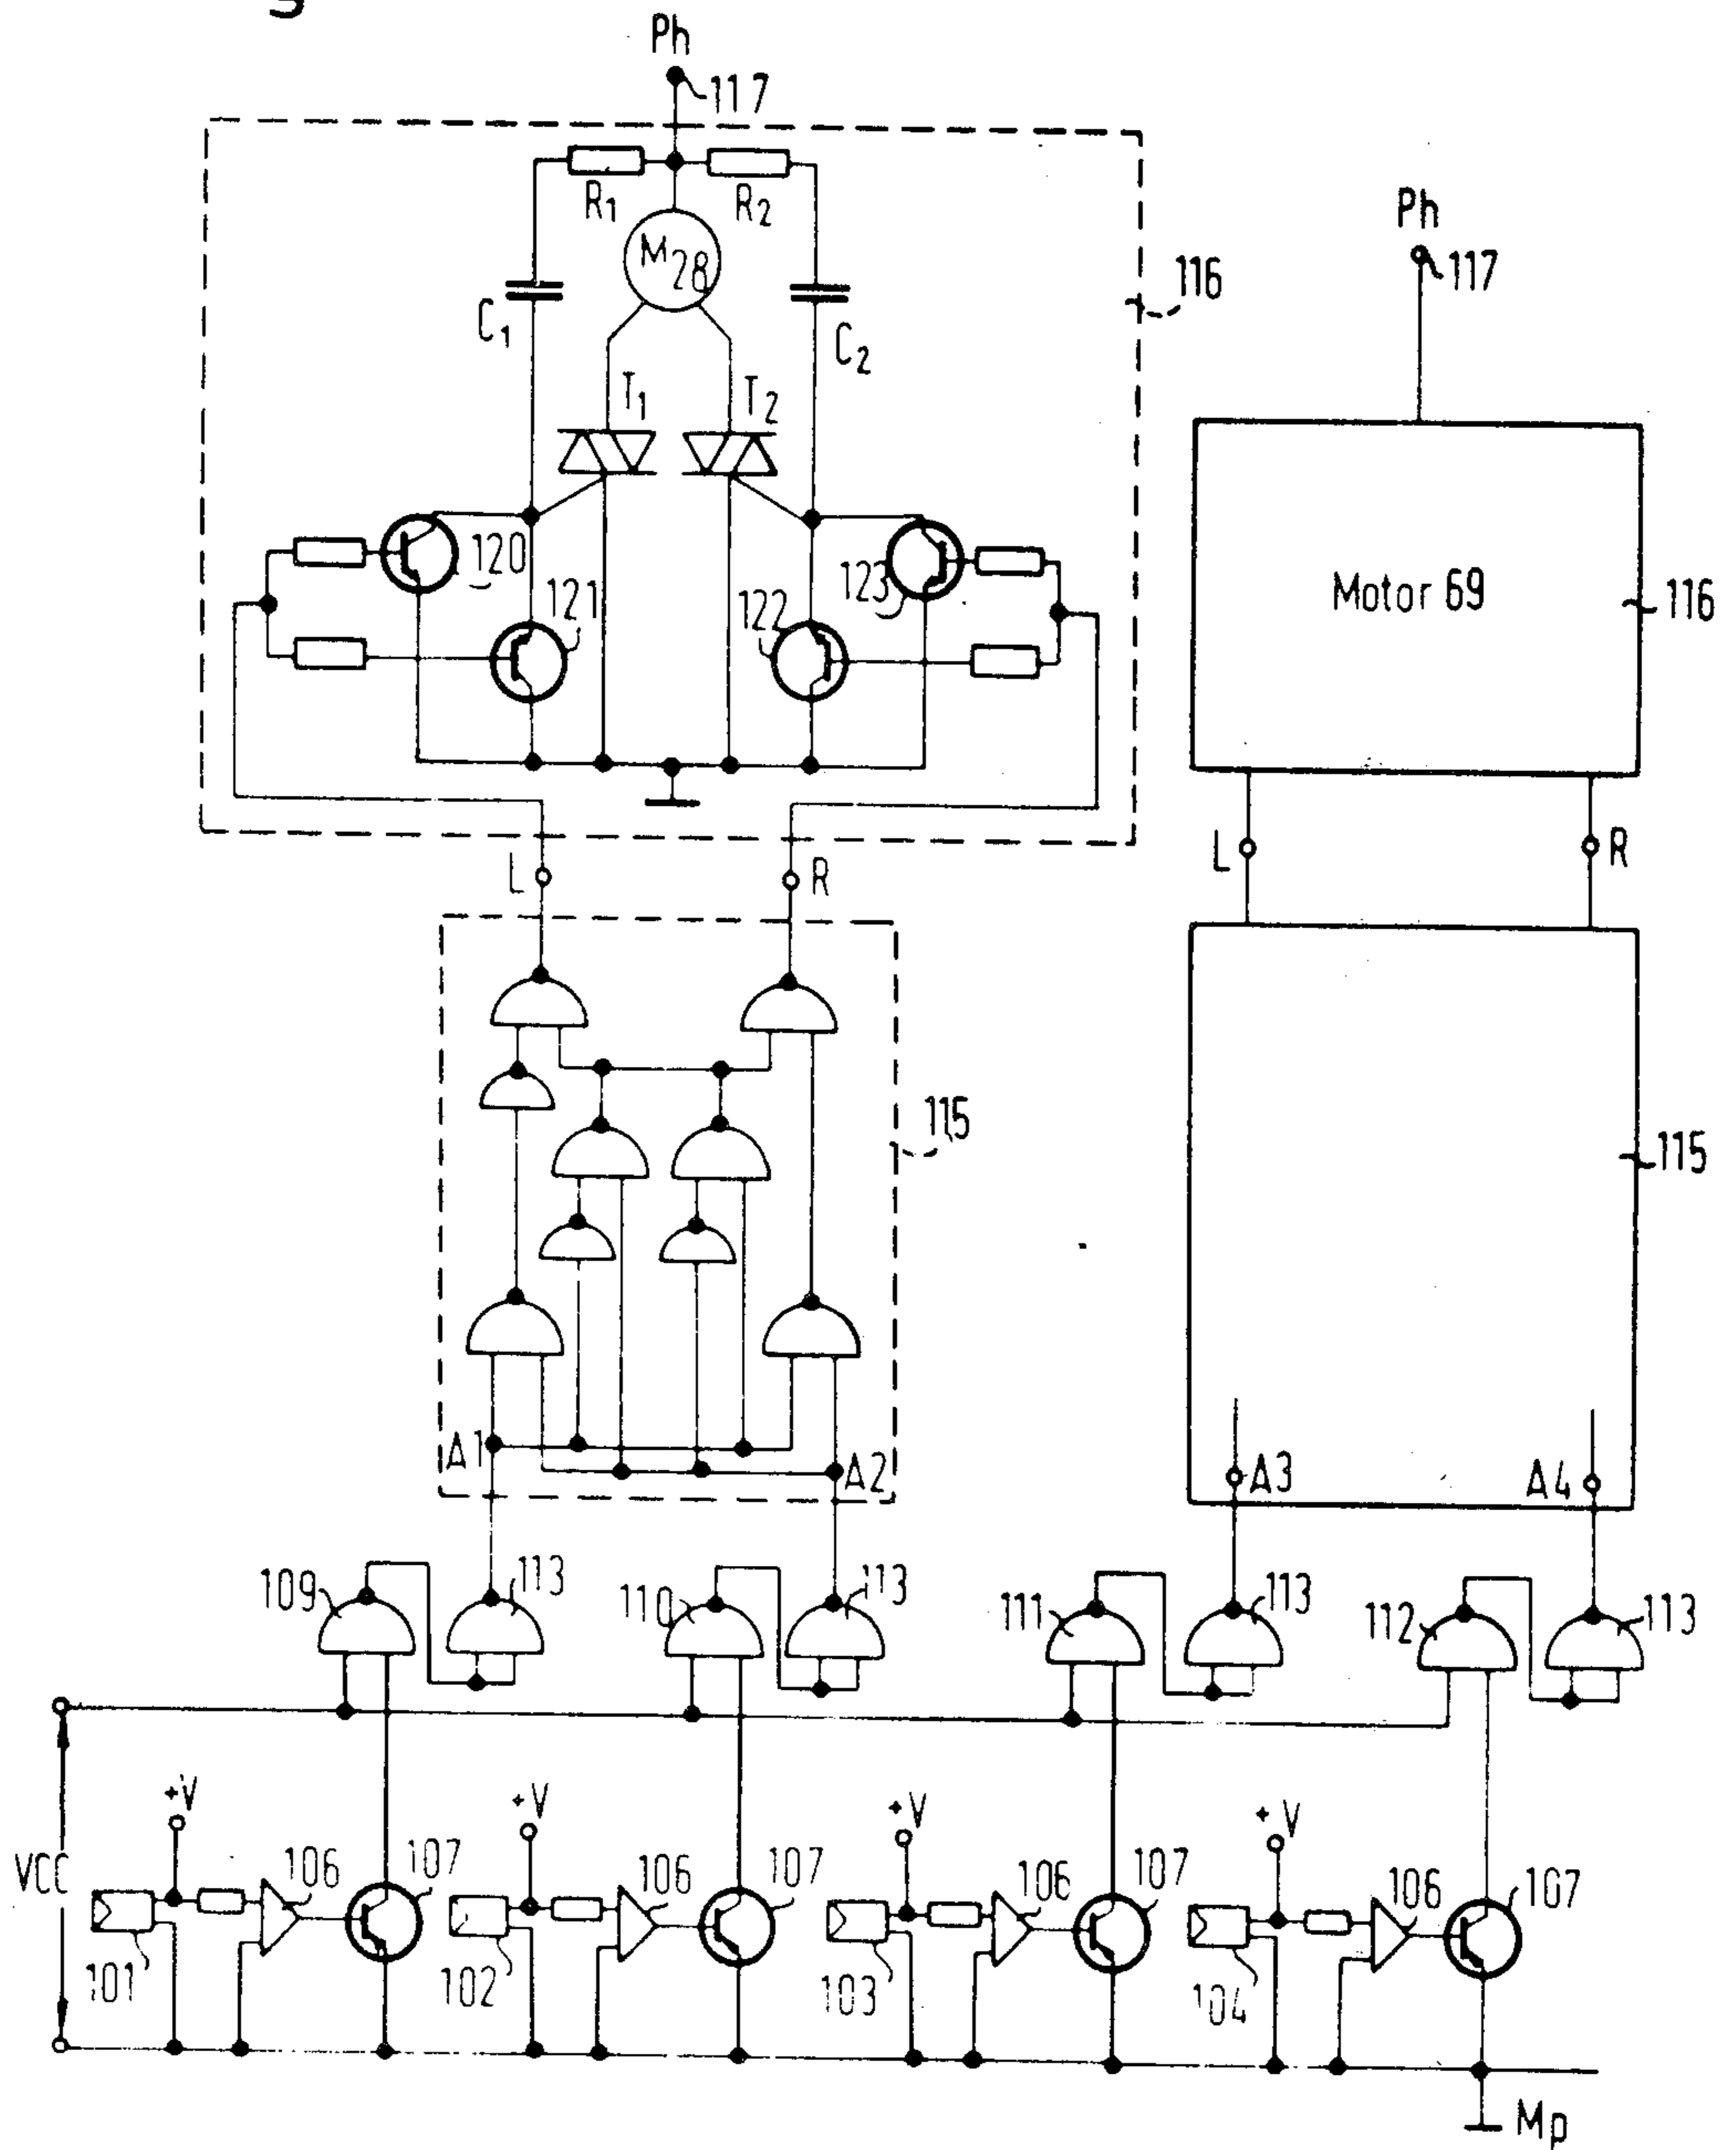 Ph
117
R1
R2
M28
116
Ph
117
C1
C2
T1
T2
120
121
122
123
Motor 69
116
L
R
L
R
115
115
A1
A2
A3
A4
109
113
110
113
111
113
112
113
+V
+V
+V
+V
VCC
106
107
106
107
106
107
106
107
101
102
103
104
Mp